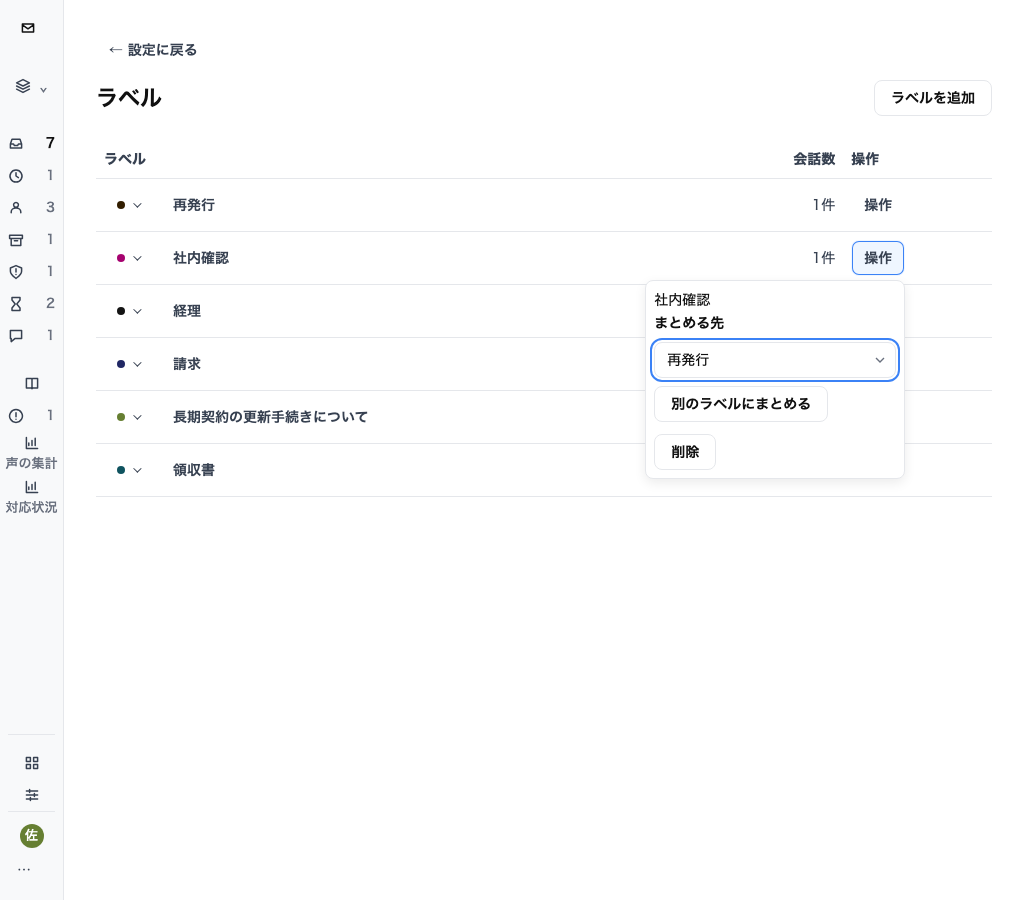 ← 設定に戻る
ラベル
ラベルを追加
7
1
3
1
1
2
1
1
声の集計
対応状況
佐
…
ラベル 会話数 操作
再発行 1件 操作
社内確認 1件 操作
経理
請求
長期契約の更新手続きについて
領収書
社内確認
まとめる先
再発行
別のラベルにまとめる
削除